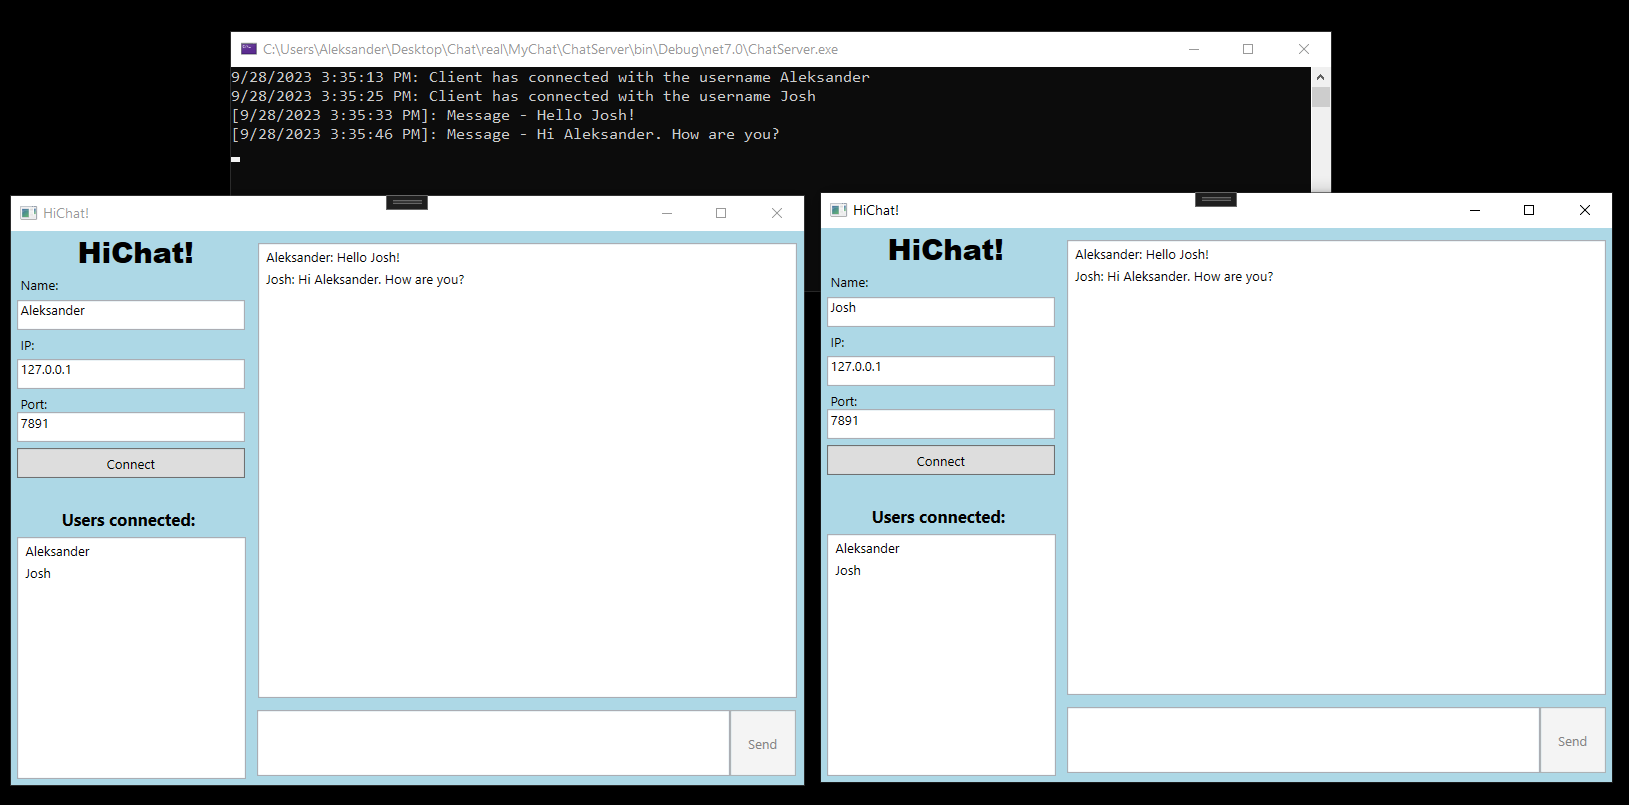 C:\Users\Aleksander\Desktop\Chat\real\MyChat\ChatServer\bin\Debug\net7.0\ChatServer.exe
9/28/2023 3:35:13 PM: Client has connected with the username Aleksander
9/28/2023 3:35:25 PM: Client has connected with the username Josh
[9/28/2023 3:35:33 PM]: Message - Hello Josh!
[9/28/2023 3:35:46 PM]: Message - Hi Aleksander. How are you?
HiChat!
HiChat!
Name:
Aleksander
IP:
127.0.0.1
Port:
7891
Connect
Users connected:
Aleksander
Josh
Aleksander: Hello Josh!
Josh: Hi Aleksander. How are you?
Send
HiChat!
HiChat!
Name:
Josh
IP:
127.0.0.1
Port:
7891
Connect
Users connected:
Aleksander
Josh
Aleksander: Hello Josh!
Josh: Hi Aleksander. How are you?
Send